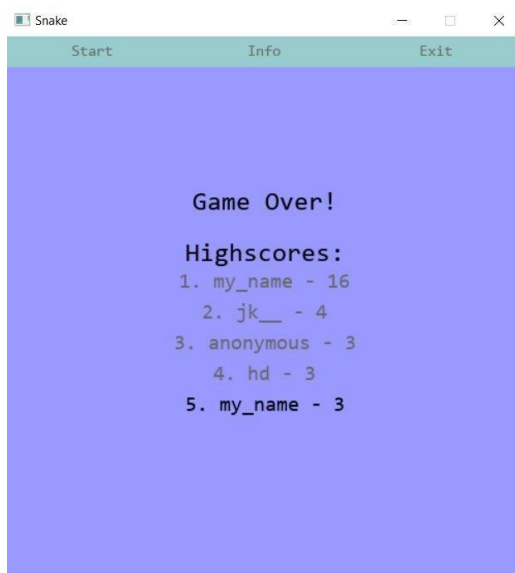 Snake
Start Info Exit
Game Over!
Highscores:
1. my_name - 16
2. jk__ - 4
3. anonymous - 3
4. hd - 3
5. my_name - 3